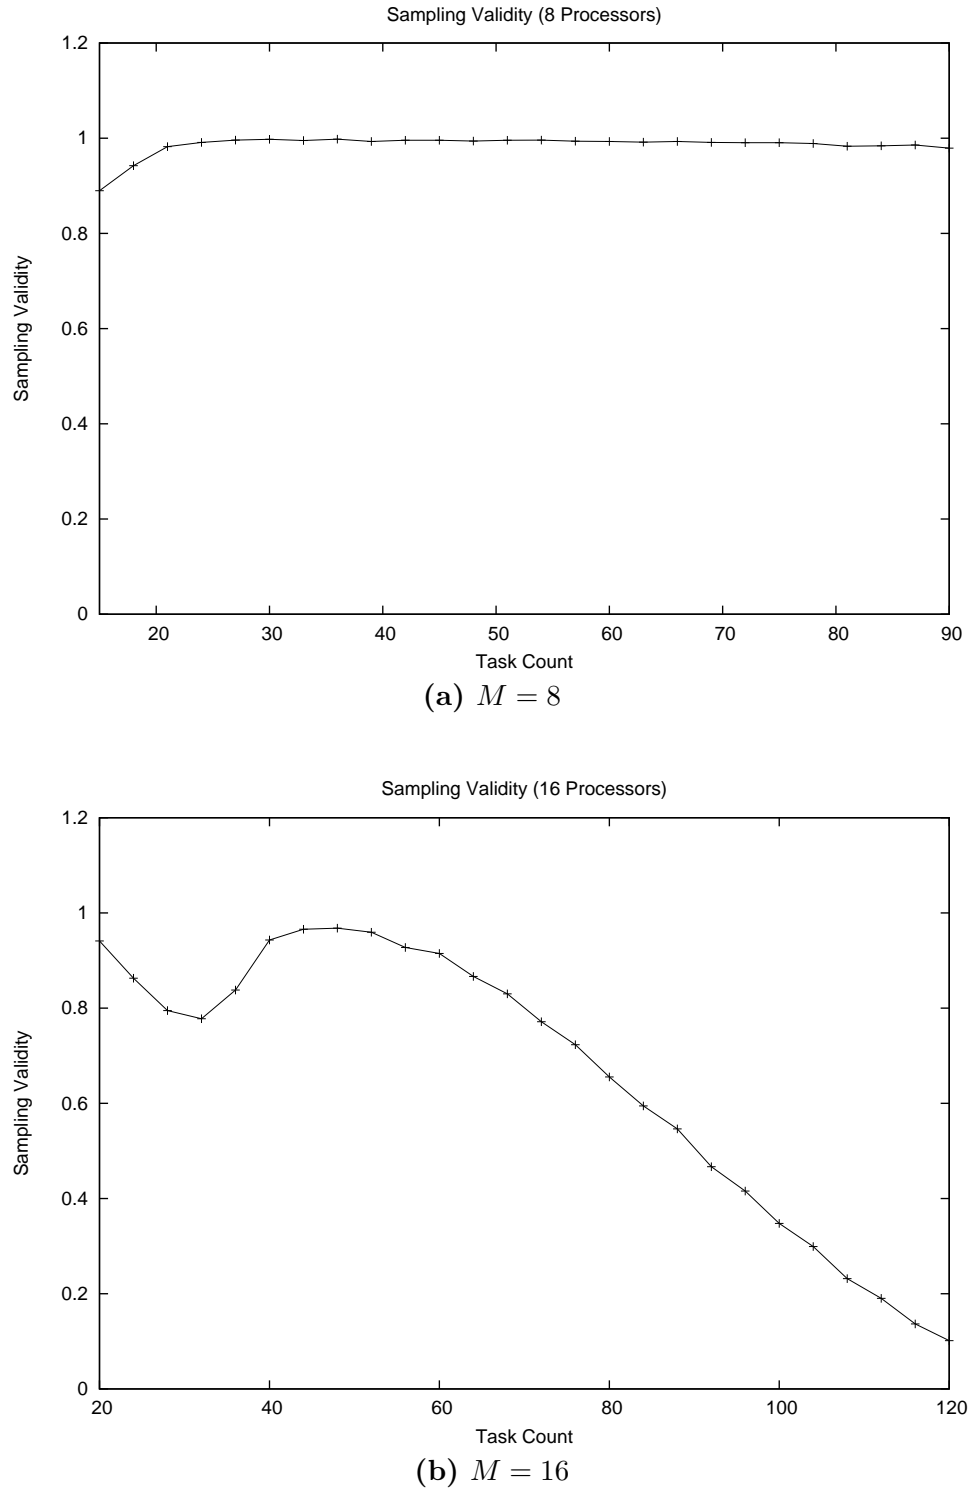 Sampling Validity (8 Processors)
1.2
1
0.8
0.6
0.4
0.2
0
Sampling Validity
20 30 40 50 60 70 80 90
Task Count
(a) M = 8
Sampling Validity (16 Processors)
1.2
1
0.8
0.6
0.4
0.2
0
Sampling Validity
20 40 60 80 100 120
Task Count
(b) M = 16